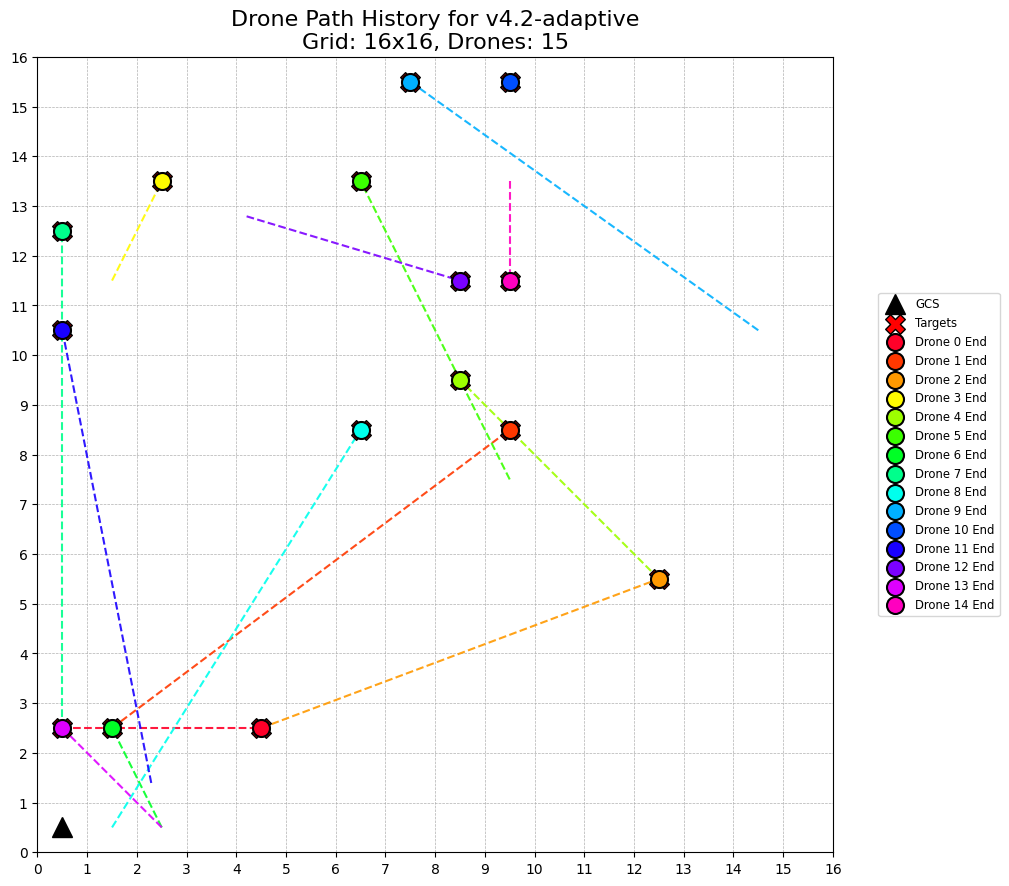 Drone Path History for v4.2-adaptive
Grid: 16x16, Drones: 15
16
15
14
13
12
11
10
9
8
7
6
5
4
3
2
1
0
0 1 2 3 4 5 6 7 8 9 10 11 12 13 14 15 16
GCS
Targets
Drone 0 End
Drone 1 End
Drone 2 End
Drone 3 End
Drone 4 End
Drone 5 End
Drone 6 End
Drone 7 End
Drone 8 End
Drone 9 End
Drone 10 End
Drone 11 End
Drone 12 End
Drone 13 End
Drone 14 End